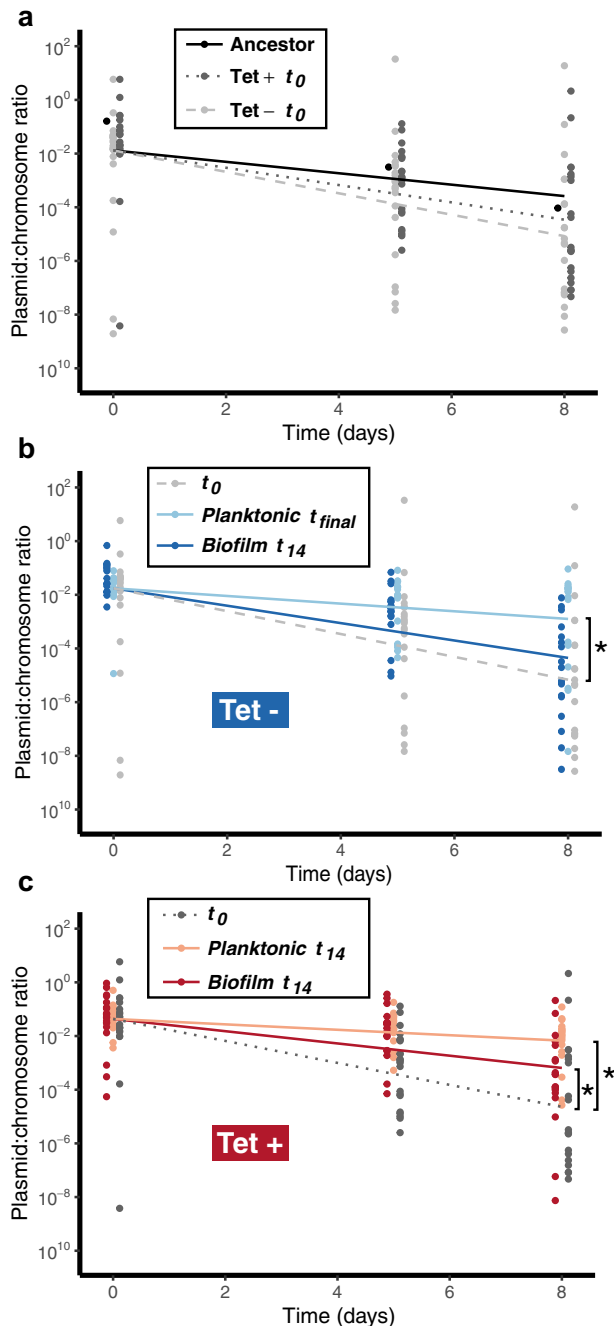 a
Ancestor
Tet + t0
Tet − t0
10^2
10^0
10^−2
10^−4
10^−6
10^−8
10^10
Plasmid:chromosome ratio
0 2 4 6 8
Time (days)
b
t0
Planktonic tfinal
Biofilm t14
10^2
10^0
10^−2
10^−4
10^−6
10^−8
10^10
Plasmid:chromosome ratio
*
Tet -
0 2 4 6 8
Time (days)
c
t0
Planktonic t14
Biofilm t14
10^2
10^0
10^−2
10^−4
10^−6
10^−8
10^10
Plasmid:chromosome ratio
* *
Tet +
0 2 4 6 8
Time (days)